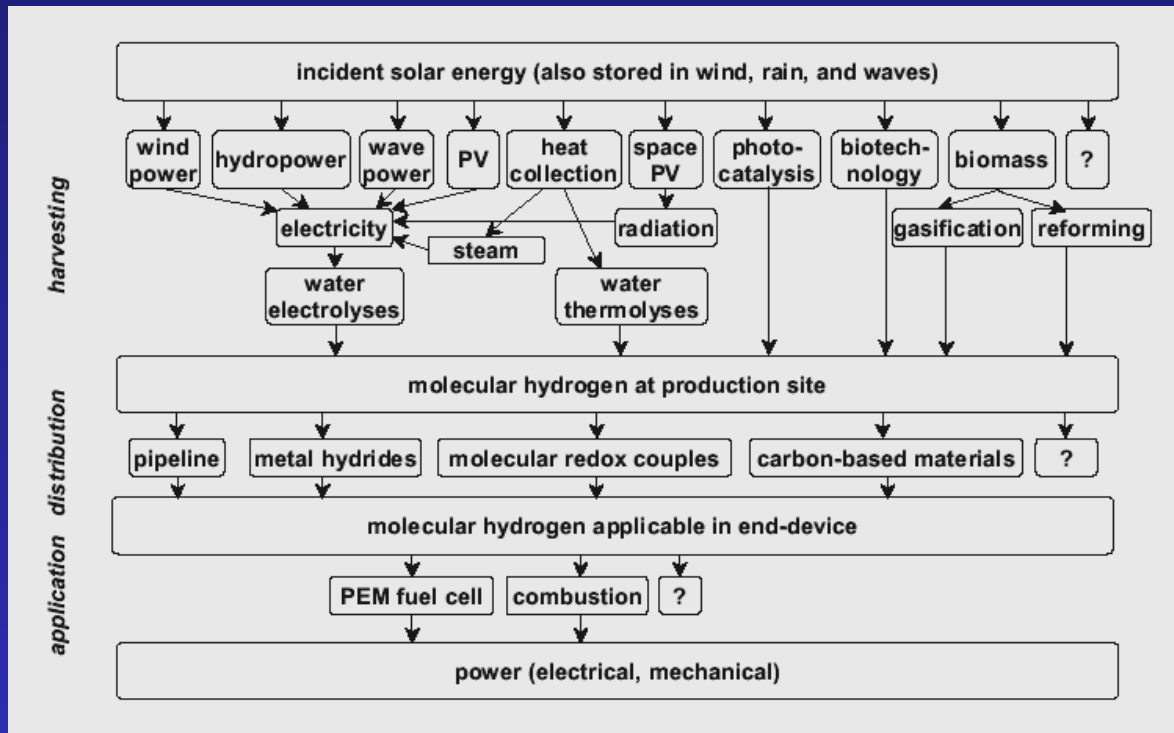 incident solar energy (also stored in wind, rain, and waves)
wind
power
hydropower
wave
power
PV
heat
collection
space
PV
photo-
catalysis
biotech-
nology
biomass
?
harvesting
electricity
steam
radiation
gasification
reforming
water
electrolyses
water
thermolyses
molecular hydrogen at production site
distribution
pipeline
metal hydrides
molecular redox couples
carbon-based materials
?
molecular hydrogen applicable in end-device
application
PEM fuel cell
combustion
?
power (electrical, mechanical)